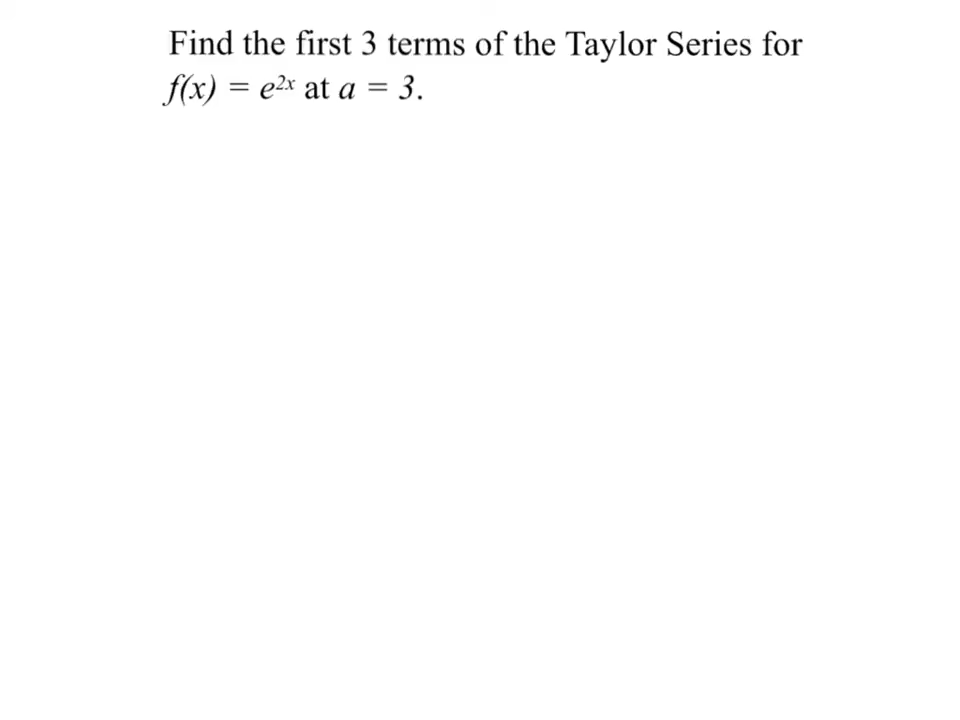 Find the first 3 terms of the Taylor Series for
f(x) = e²ˣ at a = 3.